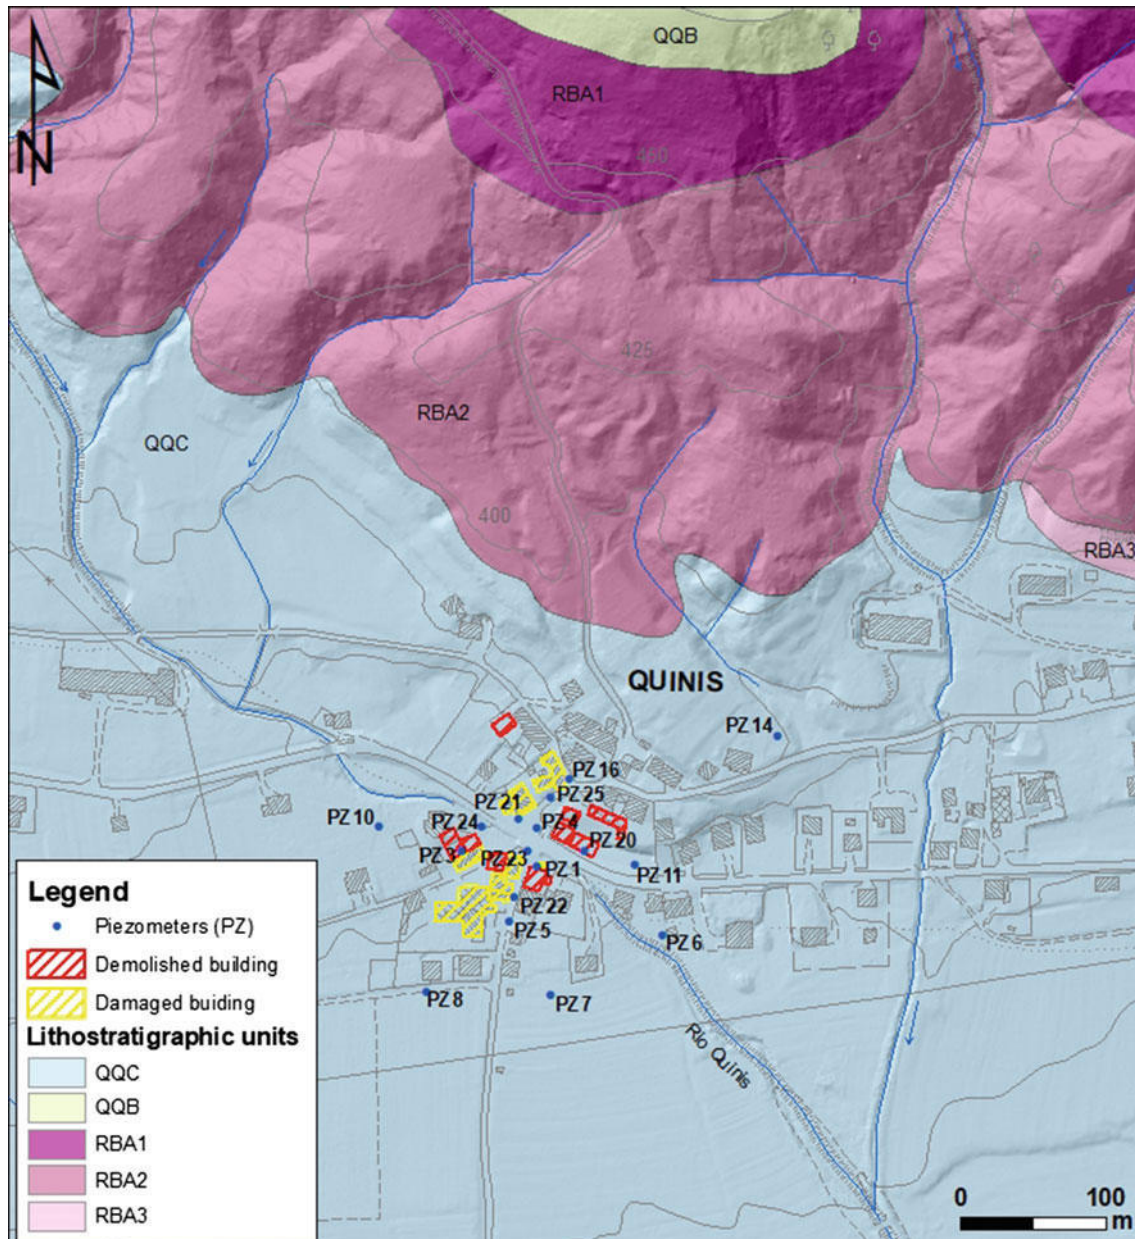 QQB
RBA1
N
450
425
RBA2
QQC
400
RBA3
QUINIS
PZ 14
PZ 16
PZ 21
PZ 25
PZ 10
PZ 24
PZ 4
PZ 3
PZ 23
PZ 20
PZ 1
PZ 11
PZ 22
PZ 5
PZ 6
PZ 8
PZ 7
Rio Quinis
Legend
Piezometers (PZ)
Demolished building
Damaged buiding
Lithostratigraphic units
QQC
QQB
RBA1
RBA2
RBA3
0 100
m